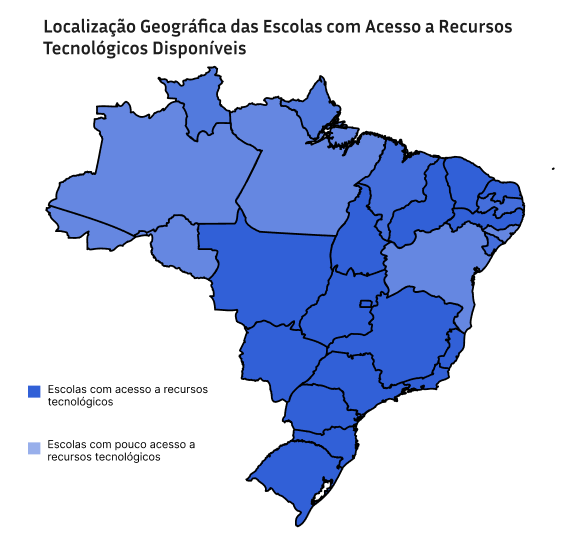 Localização Geográfica das Escolas com Acesso a Recursos
Tecnológicos Disponíveis
Escolas com acesso a recursos
tecnológicos
Escolas com pouco acesso a
recursos tecnológicos